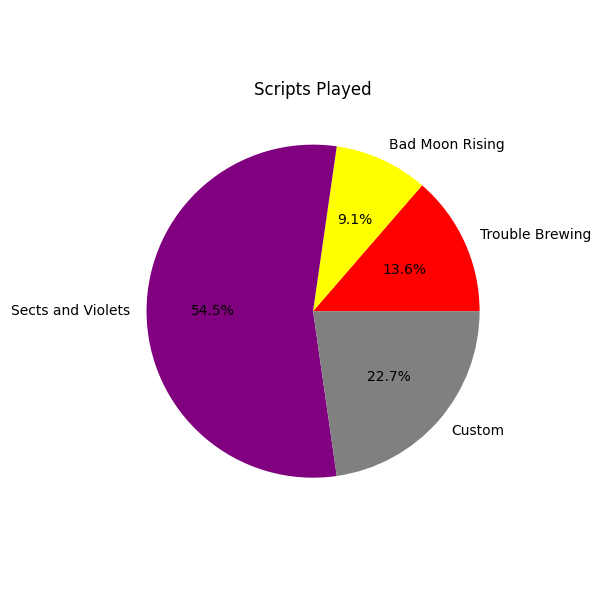 Scripts Played
Bad Moon Rising
9.1%
Trouble Brewing
13.6%
Sects and Violets
54.5%
22.7%
Custom